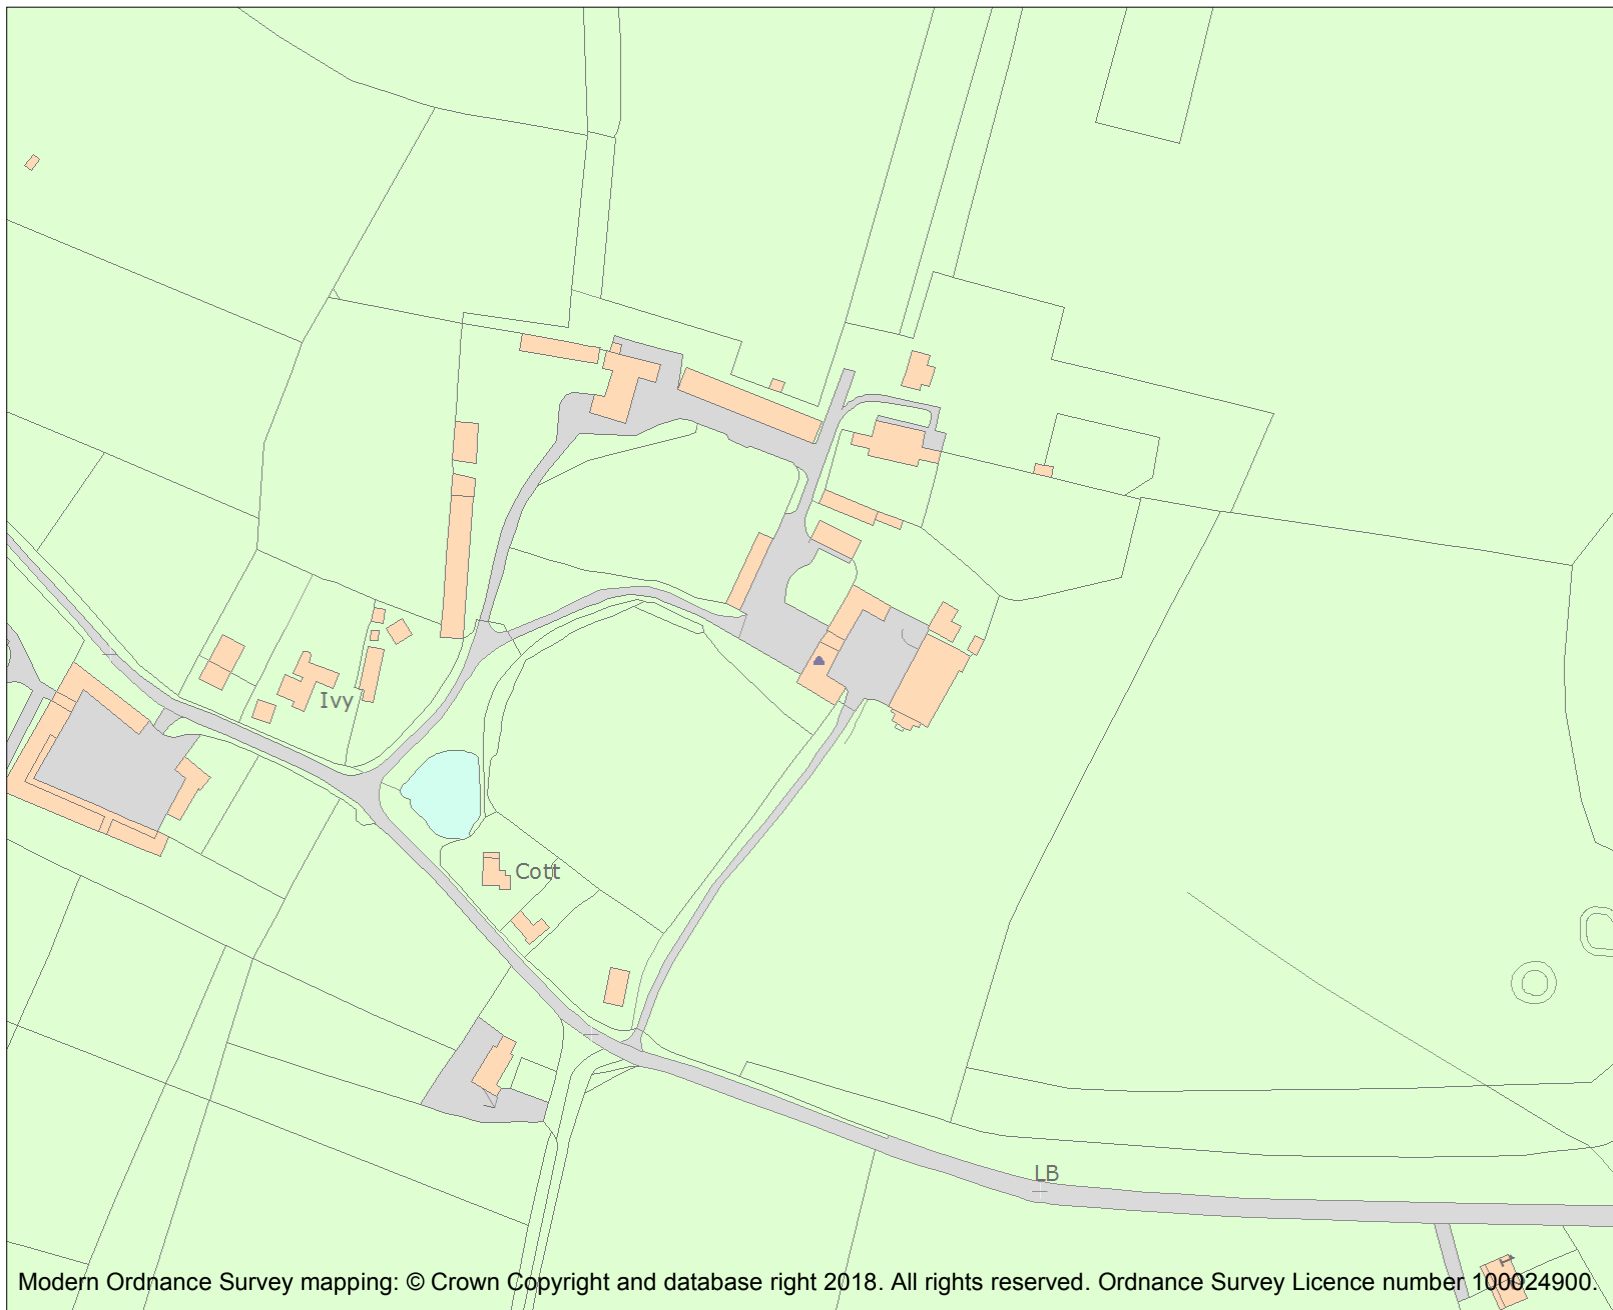 Ivy
Cott
LB
Modern Ordnance Survey mapping: © Crown Copyright and database right 2018. All rights reserved. Ordnance Survey Licence number 100024900.